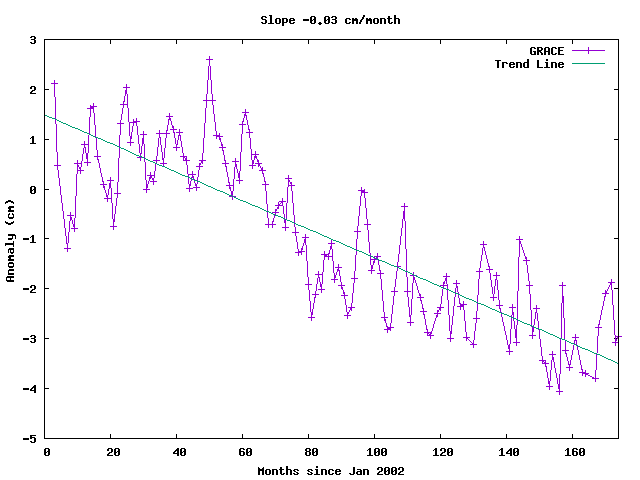 Slope -0.03 cm/month
GRACE
Trend Line
3
2
1
0
-1
-2
-3
-4
-5
Anomaly (cm)
0 20 40 60 80 100 120 140 160
Months since Jan 2002